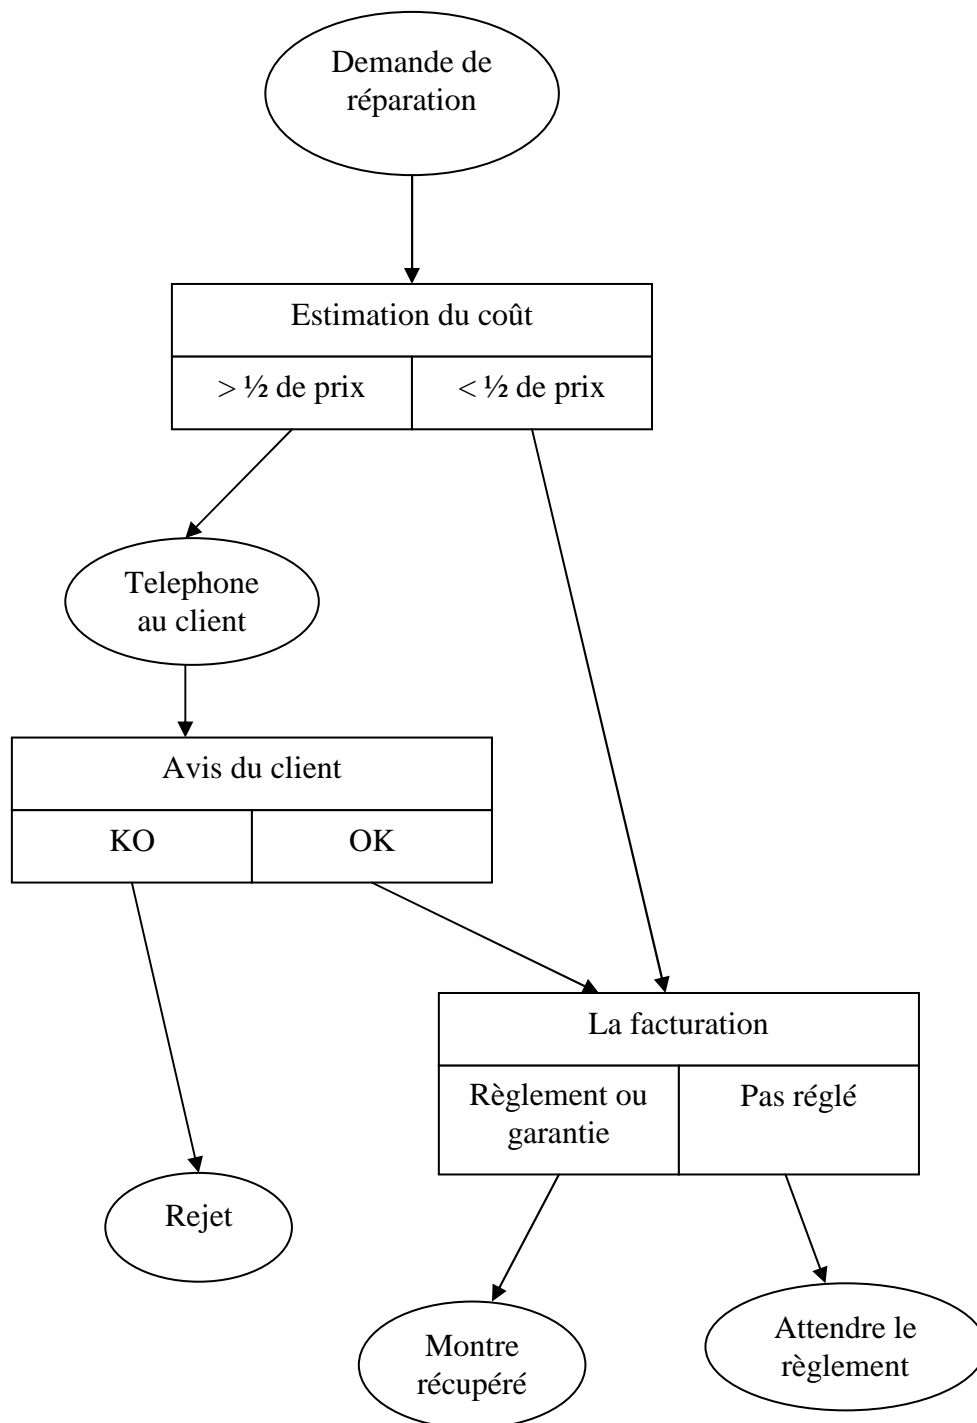 Demande de
réparation
Estimation du coût
> ½ de prix
< ½ de prix
Telephone
au client
Avis du client
KO
OK
La facturation
Règlement ou
garantie
Pas réglé
Rejet
Montre
récupéré
Attendre le
règlement